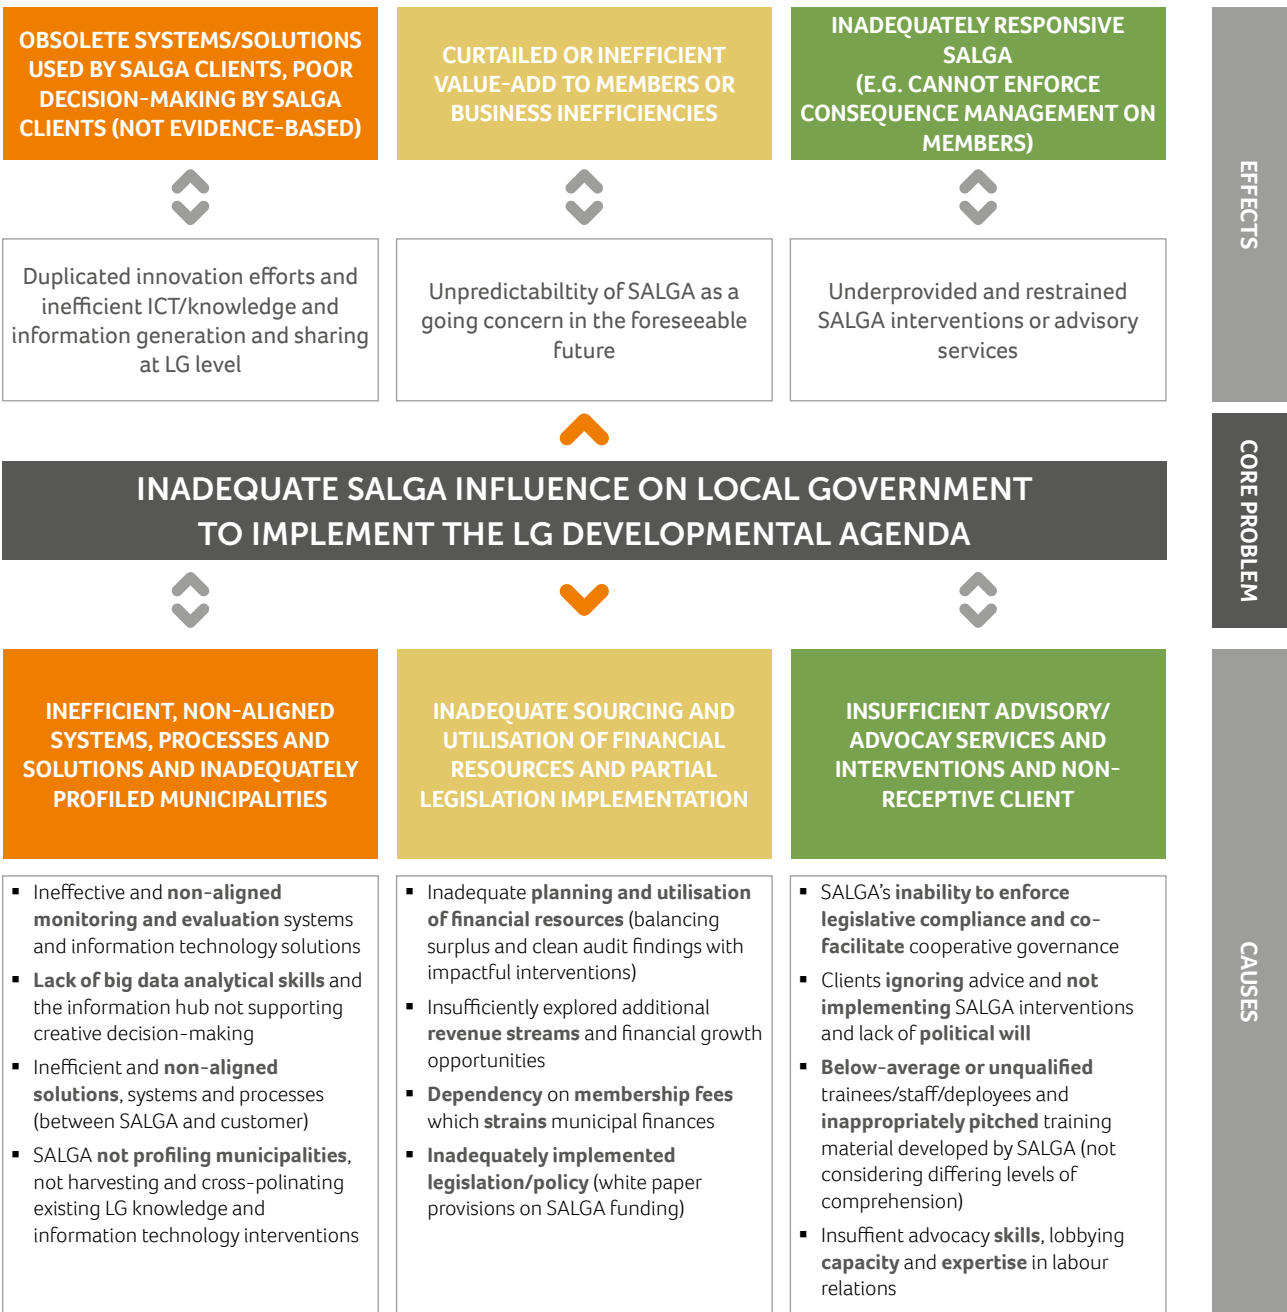 OBSOLETE SYSTEMS/SOLUTIONS
USED BY SALGA CLIENTS, POOR
DECISION-MAKING BY SALGA
CLIENTS (NOT EVIDENCE-BASED)
CURTAILED OR INEFFICIENT
VALUE-ADD TO MEMBERS OR
BUSINESS INEFFICIENCIES
INADEQUATELY RESPONSIVE
SALGA
(E.G. CANNOT ENFORCE
CONSEQUENCE MANAGEMENT ON
MEMBERS)
EFFECTS
Duplicated innovation efforts and
inefficient ICT/knowledge and
information generation and sharing
at LG level
Unpredictabiltity of SALGA as a
going concern in the foreseeable
future
Underprovided and restrained
SALGA interventions or advisory
services
INADEQUATE SALGA INFLUENCE ON LOCAL GOVERNMENT
TO IMPLEMENT THE LG DEVELOPMENTAL AGENDA
CORE PROBLEM
INEFFICIENT, NON-ALIGNED
SYSTEMS, PROCESSES AND
SOLUTIONS AND INADEQUATELY
PROFILED MUNICIPALITIES
INADEQUATE SOURCING AND
UTILISATION OF FINANCIAL
RESOURCES AND PARTIAL
LEGISLATION IMPLEMENTATION
INSUFFICIENT ADVISORY/
ADVOCAY SERVICES AND
INTERVENTIONS AND NON-
RECEPTIVE CLIENT
CAUSES
▪ Ineffective and non-aligned
monitoring and evaluation systems
and information technology solutions
▪ Lack of big data analytical skills and
the information hub not supporting
creative decision-making
▪ Inefficient and non-aligned
solutions, systems and processes
(between SALGA and customer)
▪ SALGA not profiling municipalities,
not harvesting and cross-polinating
existing LG knowledge and
information technology interventions
▪ Inadequate planning and utilisation
of financial resources (balancing
surplus and clean audit findings with
impactful interventions)
▪ Insufficiently explored additional
revenue streams and financial growth
opportunities
▪ Dependency on membership fees
which strains municipal finances
▪ Inadequately implemented
legislation/policy (white paper
provisions on SALGA funding)
▪ SALGA's inability to enforce
legislative compliance and co-
facilitate cooperative governance
▪ Clients ignoring advice and not
implementing SALGA interventions
and lack of political will
▪ Below-average or unqualified
trainees/staff/deployees and
inappropriately pitched training
material developed by SALGA (not
considering differing levels of
comprehension)
▪ Insuffient advocacy skills, lobbying
capacity and expertise in labour
relations